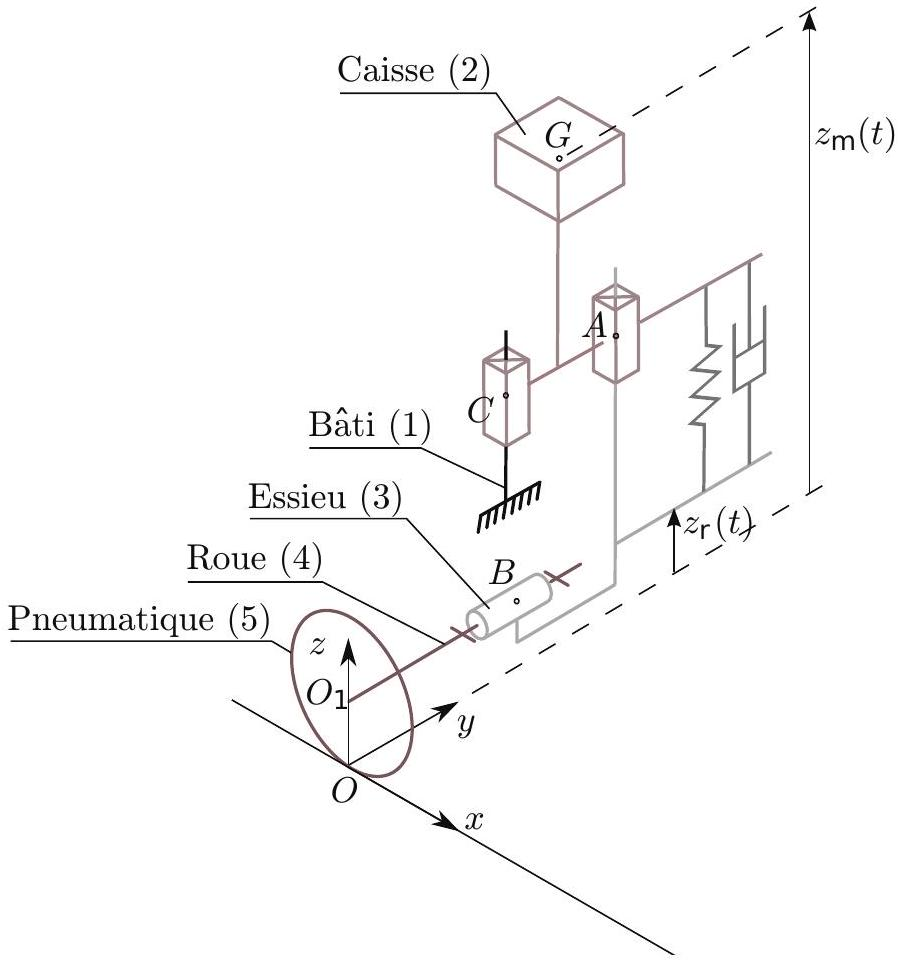 Caisse (2)
G
zm(t)
A
C
Bâti (1)
Essieu (3)
zr(t)
B
Roue (4)
Pneumatique (5)
z
O1
y
O
x